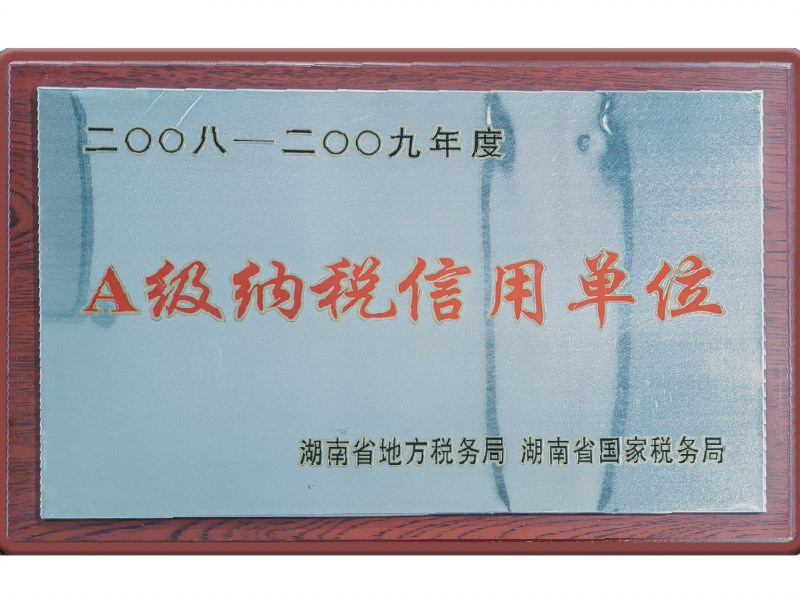 二〇〇八—二〇〇九年度
A级纳税信用单位
湖南省地方税务局 湖南省国家税务局